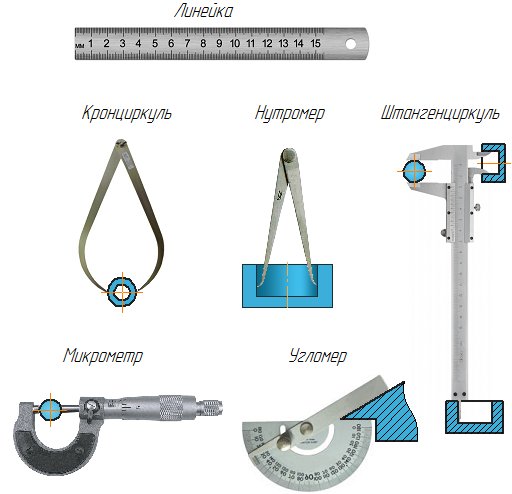 Линейка
мм 1 2 3 4 5 6 7 8 9 10 11 12 13 14 15
Кронциркуль
Нутромер
Штангенциркуль
Микрометр
Угломер